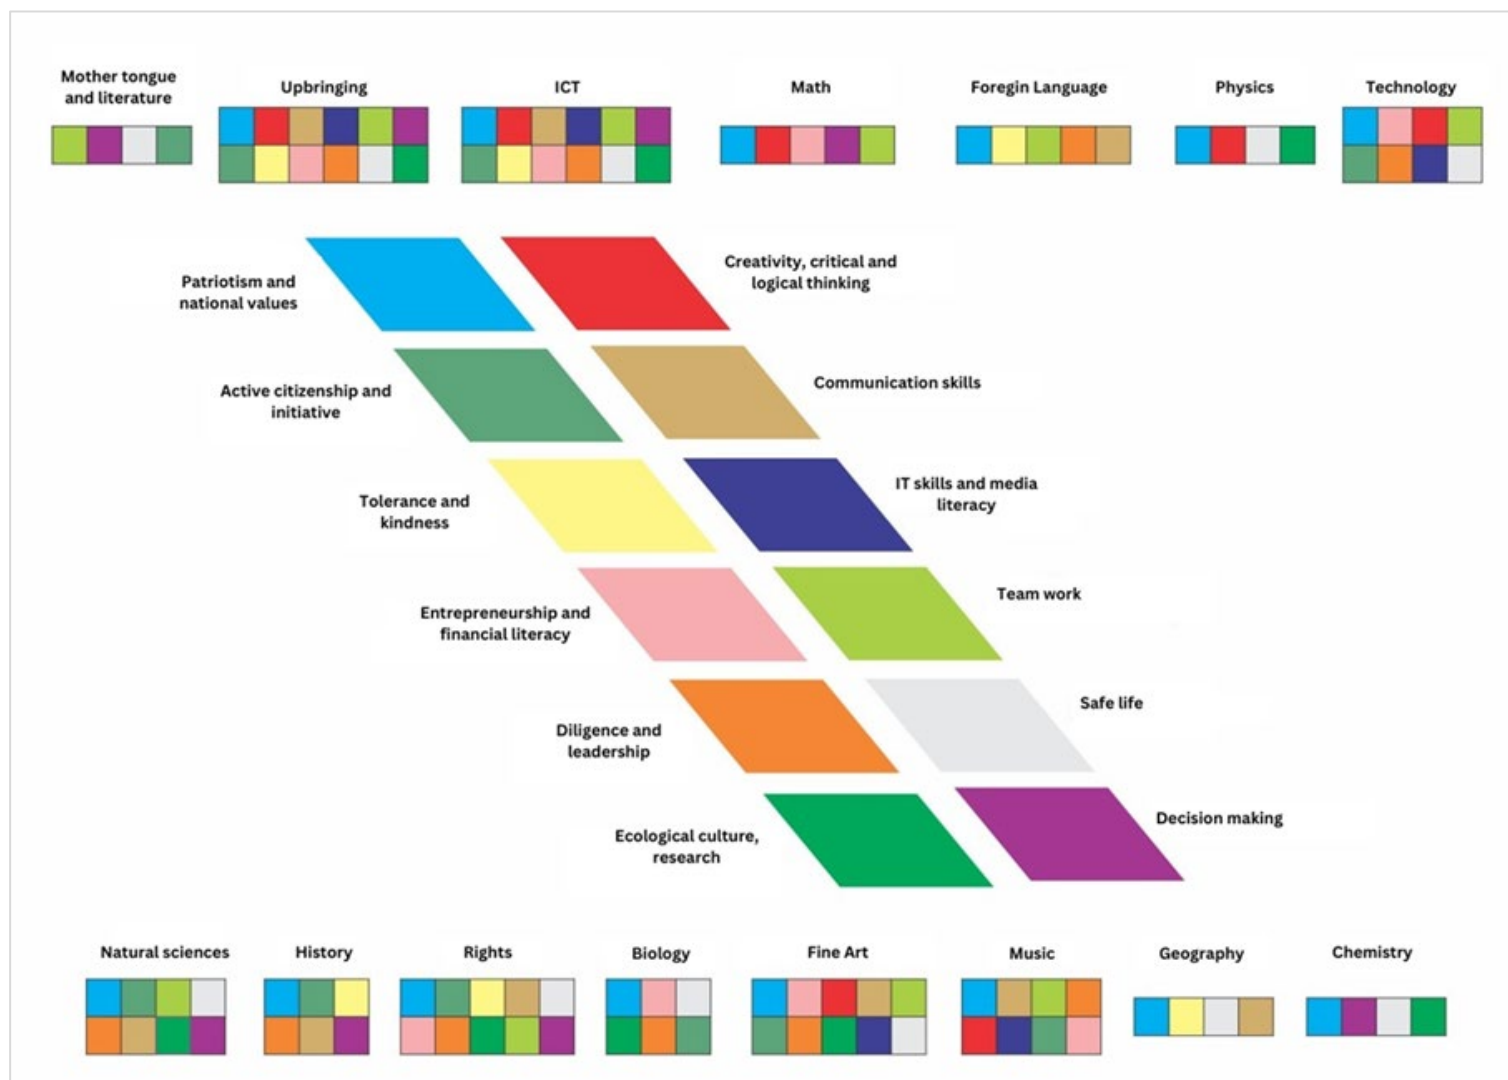 Mother tongue
and literature
Upbringing
ICT
Math
Foregin Language
Physics
Technology
Patriotism and
national values
Creativity, critical and
logical thinking
Active citizenship and
initiative
Communication skills
Tolerance and
kindness
IT skills and media
literacy
Entrepreneurship and
financial literacy
Team work
Diligence and
leadership
Safe life
Ecological culture,
research
Decision making
Natural sciences
History
Rights
Biology
Fine Art
Music
Geography
Chemistry